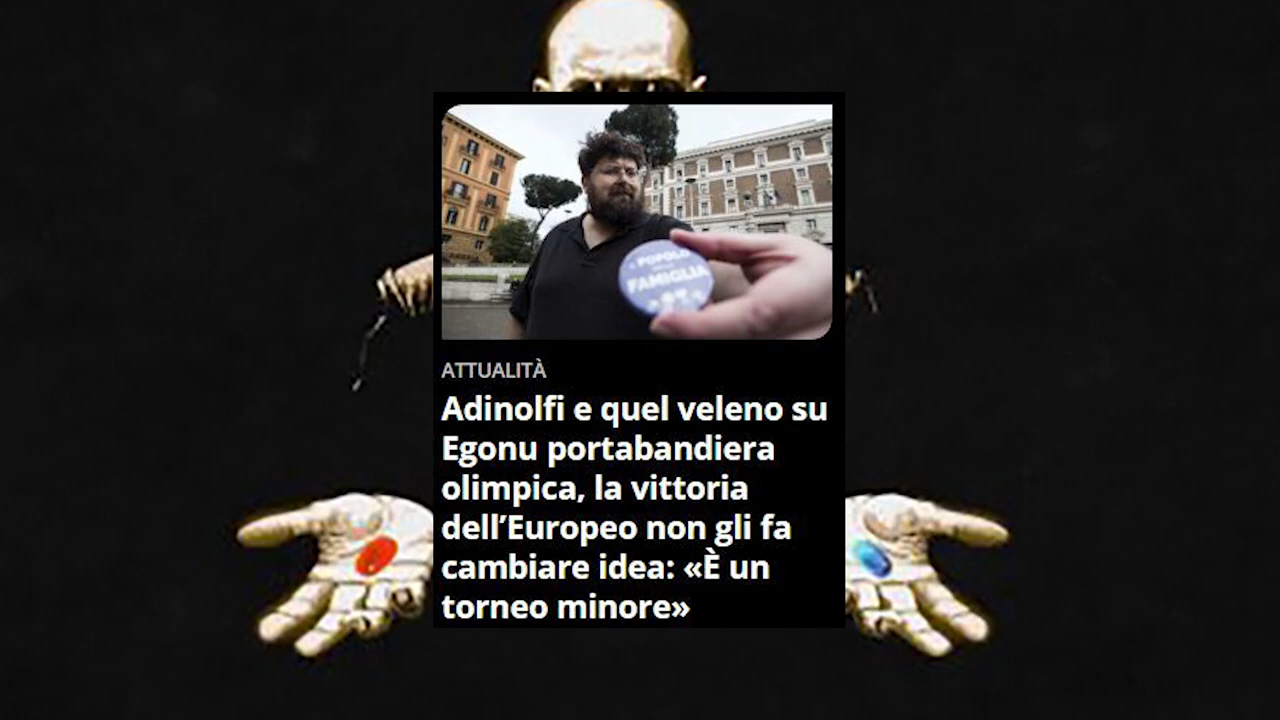 POPOLO
FAMIGLIA
ATTUALITÀ
Adinolfi e quel veleno su
Egonu portabandiera
olimpica, la vittoria
dell’Europeo non gli fa
cambiare idea: «È un
torneo minore»